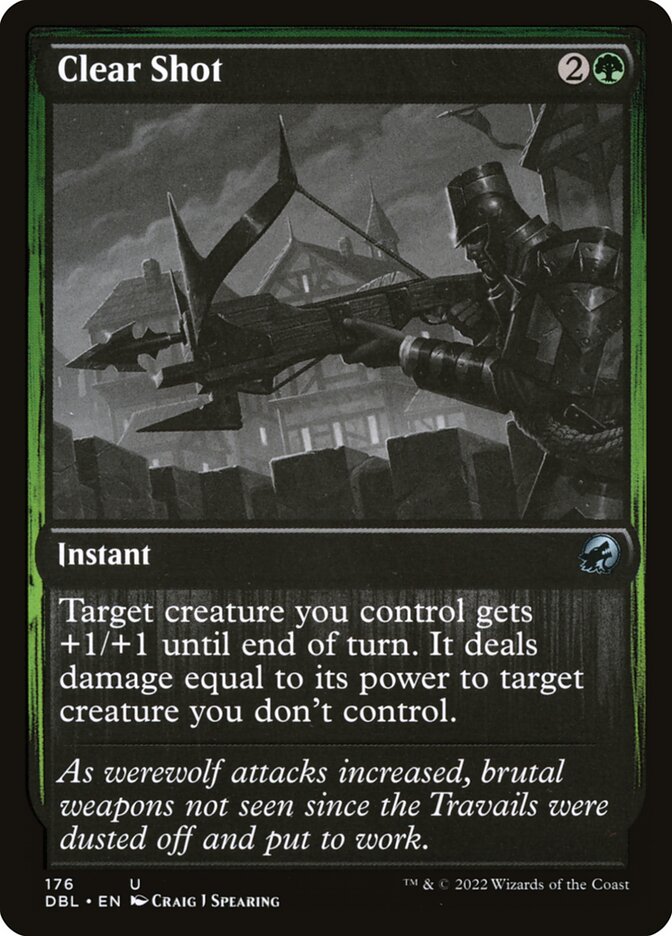 Clear Shot 2
Instant
Target creature you control gets
+1/+1 until end of turn. It deals
damage equal to its power to target
creature you don't control.
As werewolf attacks increased, brutal
weapons not seen since the Travails were
dusted off and put to work.
176 U ™ & © 2022 Wizards of the Coast
DBL • EN Craig J Spearing